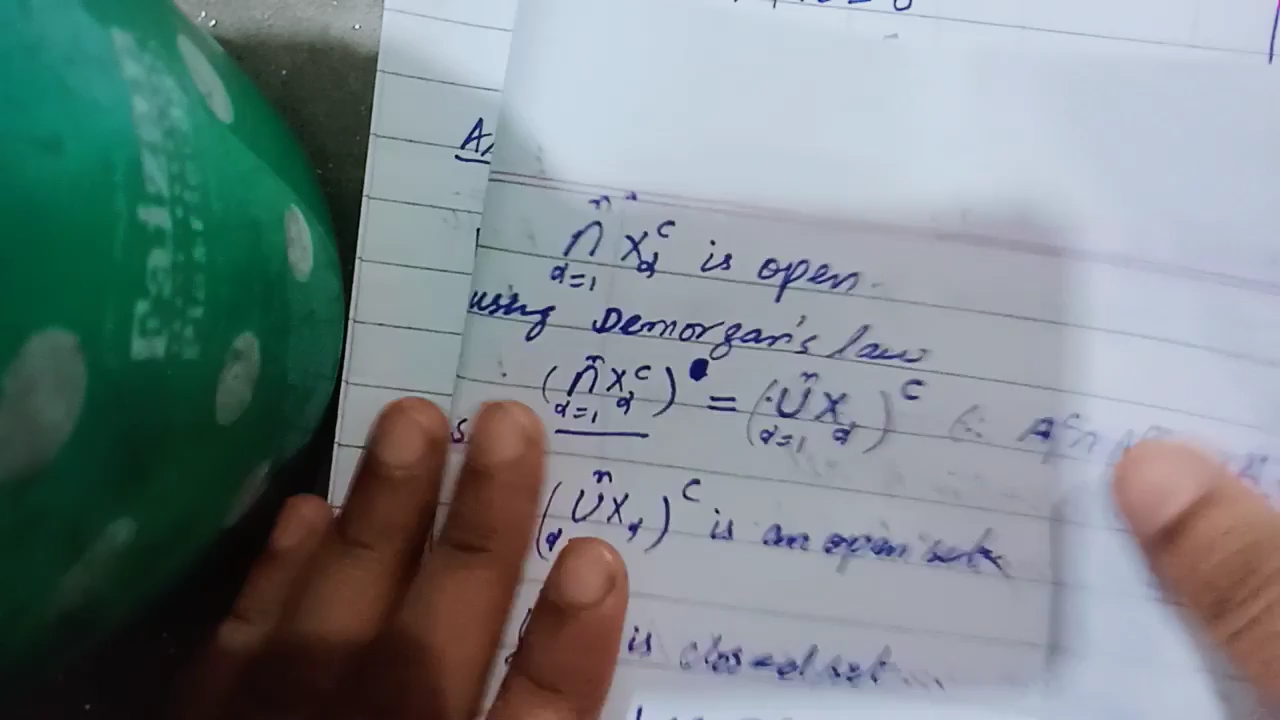 n
⋂ X_α^c is open.
α=1
using Demorgan's law
(⋂_{α=1}^n X_α^c) = (⋃_{α=1}^n X_α)^c (∵ A^c ∩
(⋃^n X_α)^c is an open set
is closed set